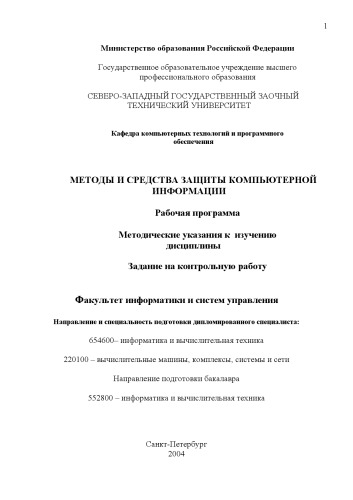 1
Министерство образования Российской Федерации
Государственное образовательное учреждение высшего
профессионального образования
СЕВЕРО-ЗАПАДНЫЙ ГОСУДАРСТВЕННЫЙ ЗАОЧНЫЙ
ТЕХНИЧЕСКИЙ УНИВЕРСИТЕТ
Кафедра компьютерных технологий и программного
обеспечения
МЕТОДЫ И СРЕДСТВА ЗАЩИТЫ КОМПЬЮТЕРНОЙ
ИНФОРМАЦИИ
Рабочая программа
Методические указания к изучению
дисциплины
Задание на контрольную работу
Факультет информатики и систем управления
Направление и специальность подготовки дипломированного специалиста:
654600– информатика и вычислительная техника
220100 – вычислительные машины, комплексы, системы и сети
Направление подготовки бакалавра
552800 – информатика и вычислительная техника
Санкт-Петербург
2004